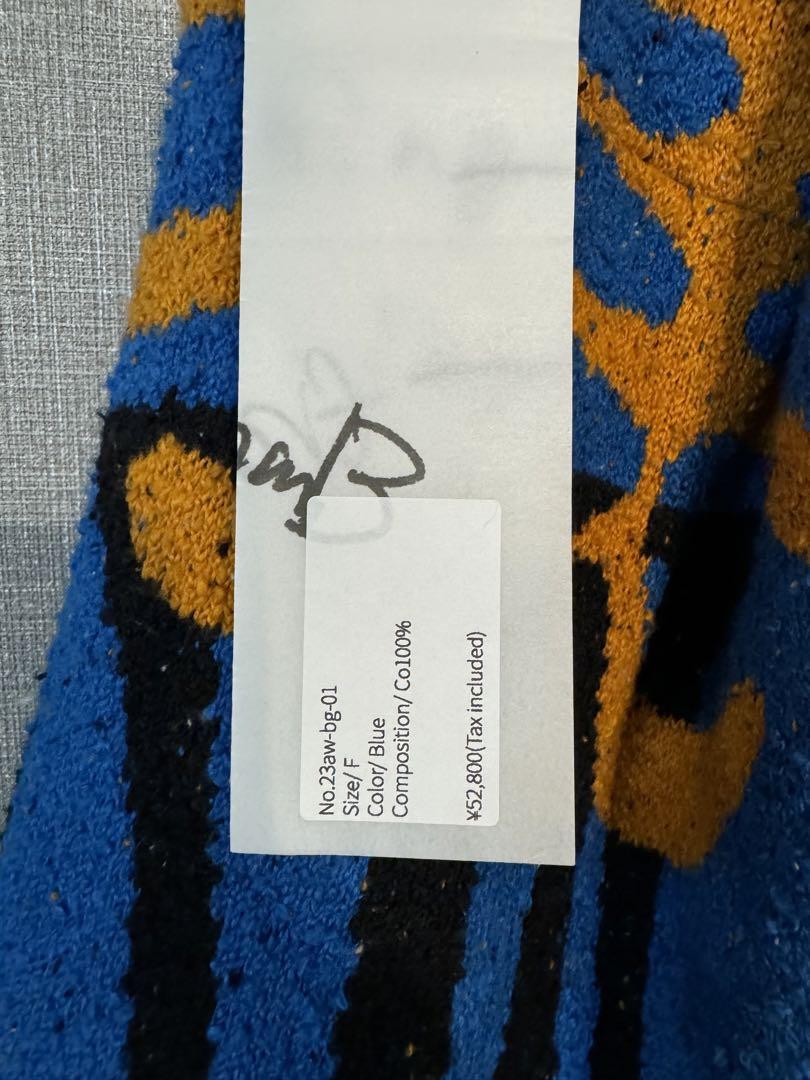 No.23aw-bg-01
Size/ F
Color/ Blue
Composition/ Co100%
¥52,800(Tax included)